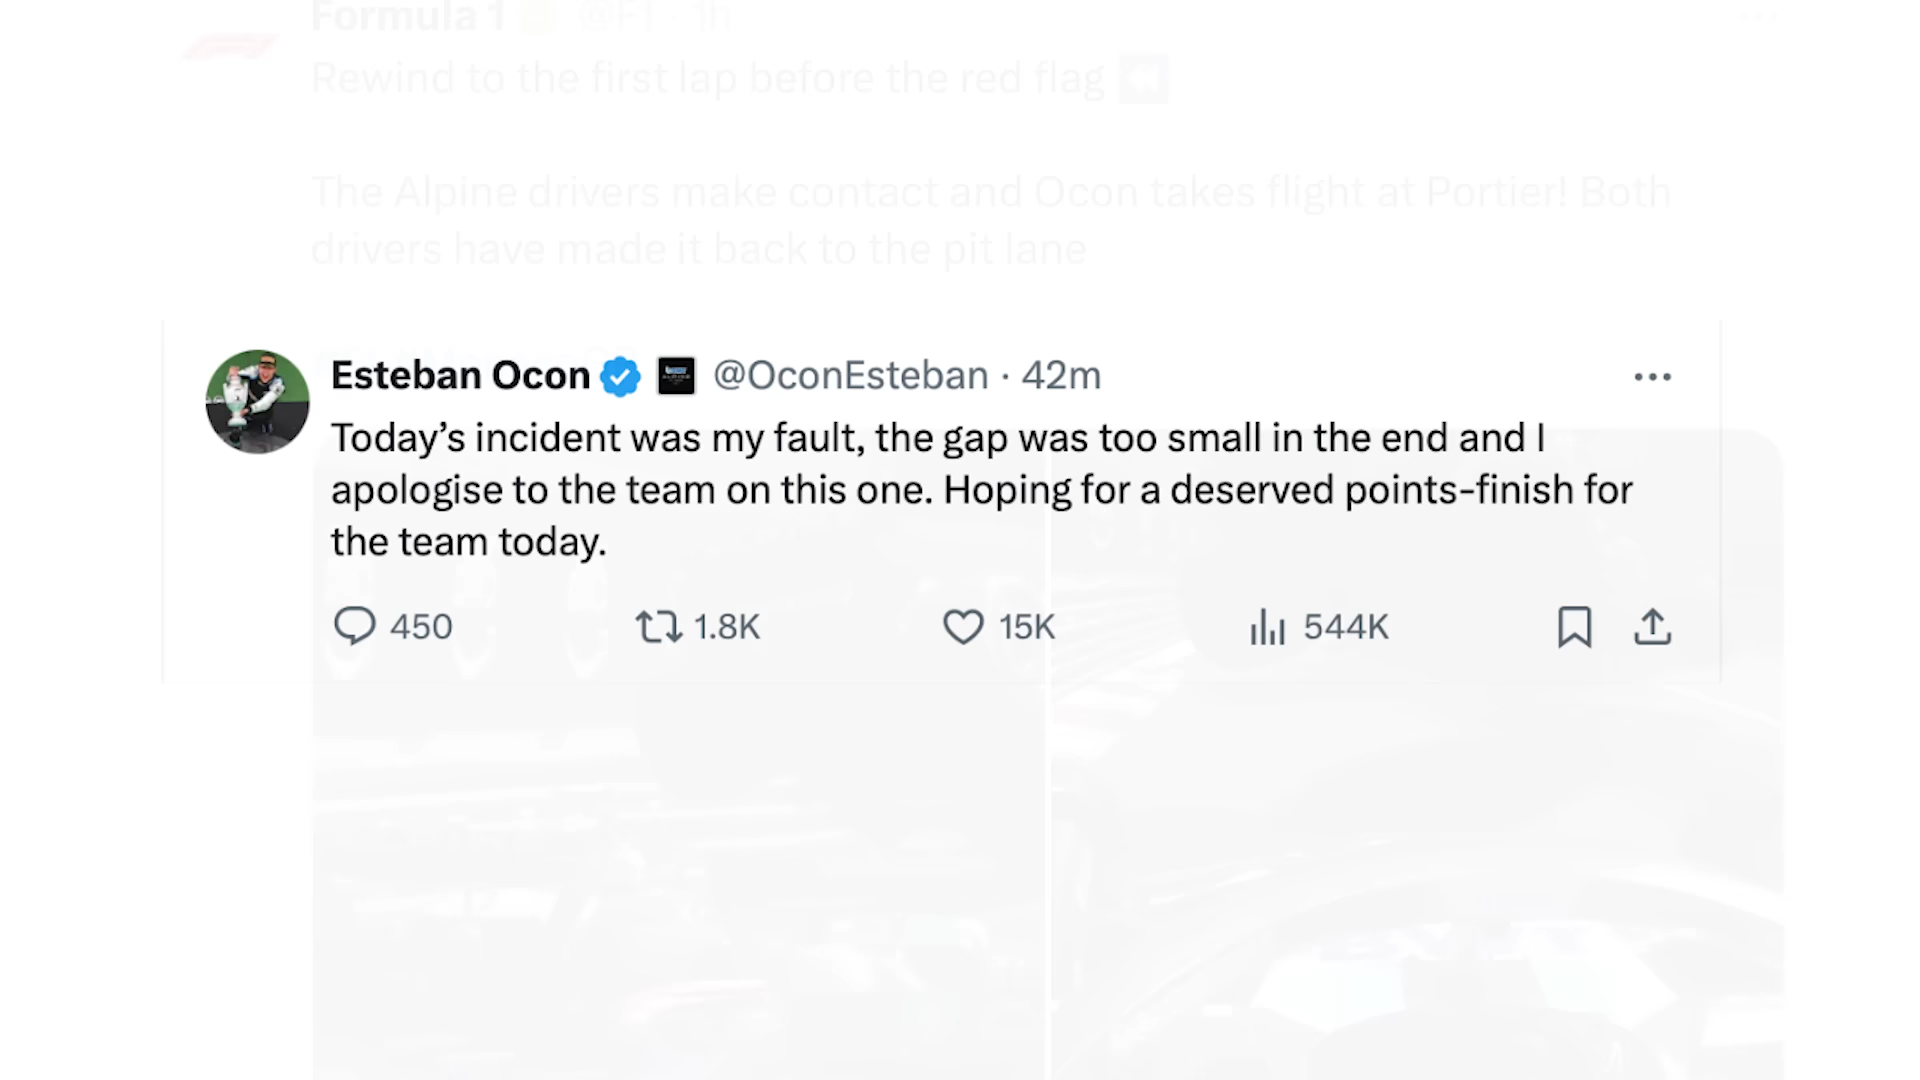 Formula 1 @F1 · 1h
Rewind to the first lap before the red flag
The Alpine drivers make contact and Ocon takes flight at Portier! Both
drivers have made it back to the pit lane
Esteban Ocon @OconEsteban · 42m
Today’s incident was my fault, the gap was too small in the end and I
apologise to the team on this one. Hoping for a deserved points-finish for
the team today.
450 1.8K 15K 544K